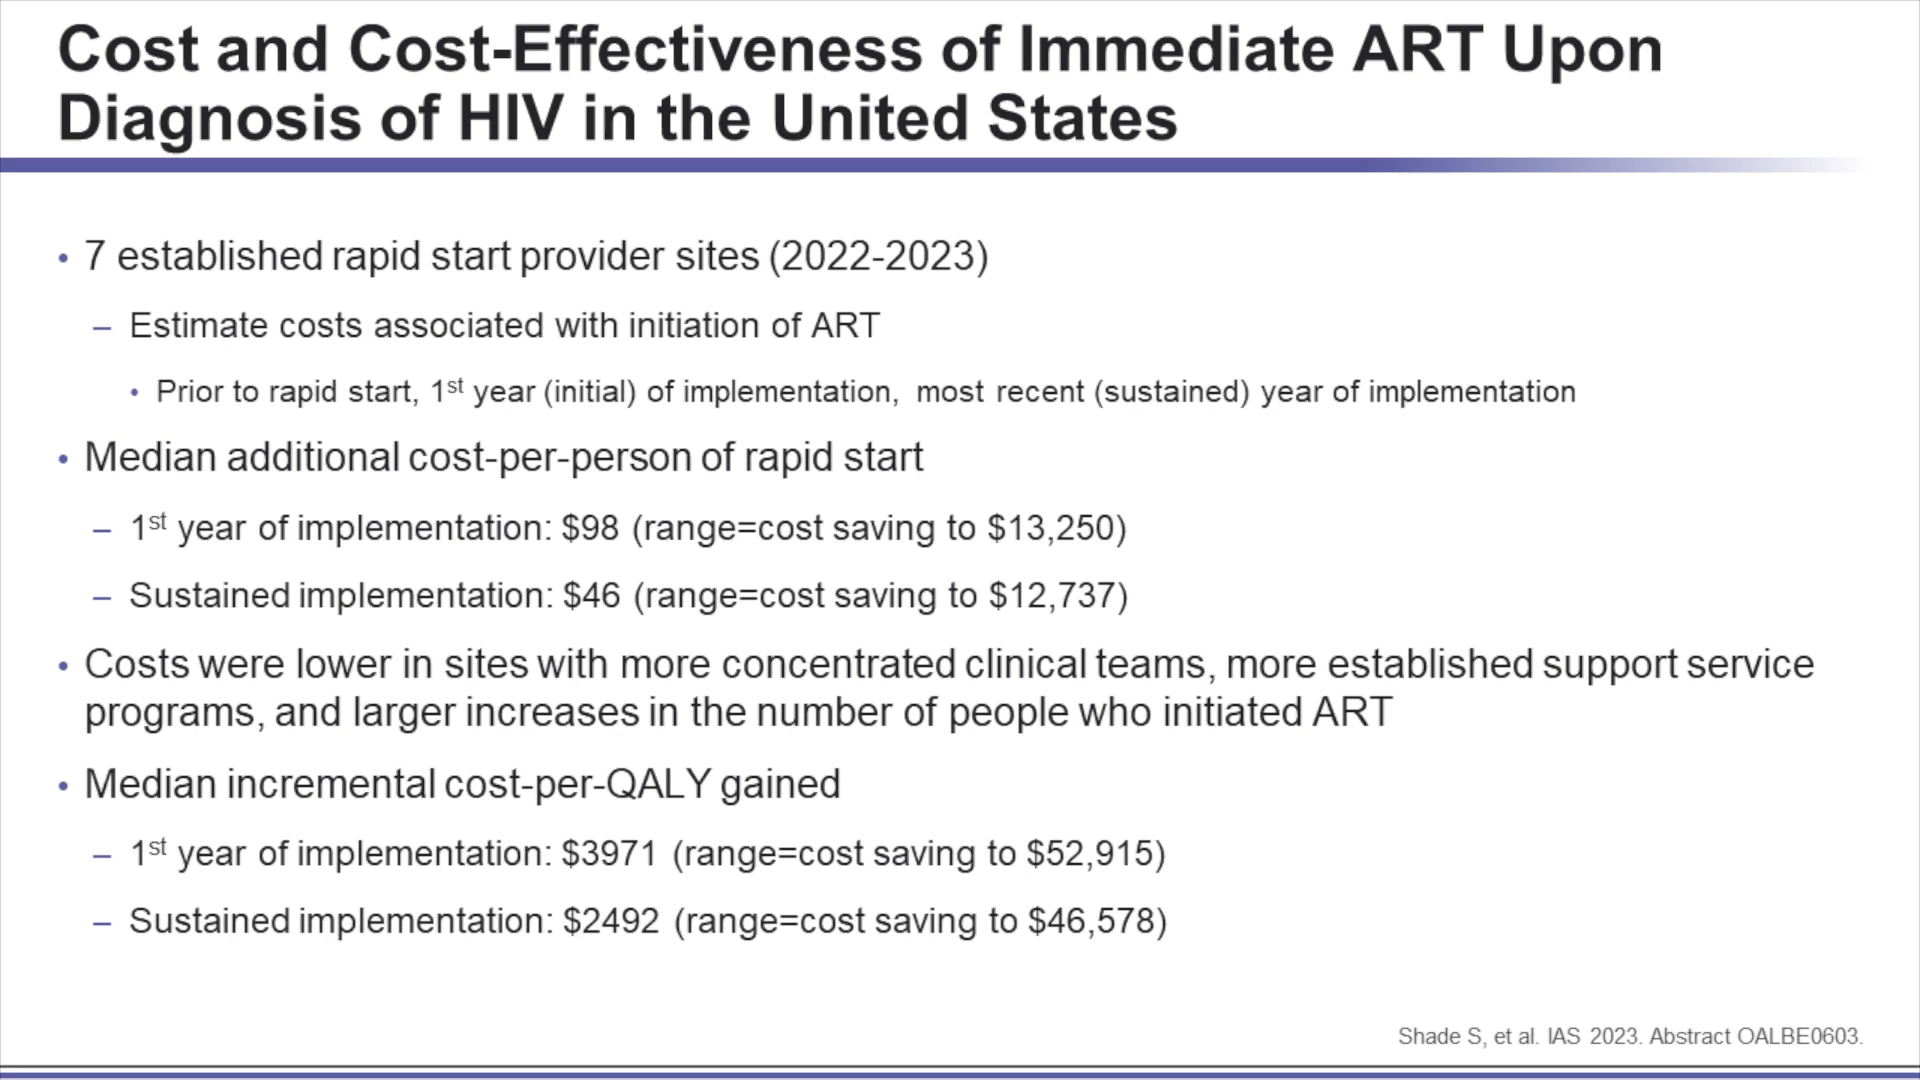 Cost and Cost-Effectiveness of Immediate ART Upon
Diagnosis of HIV in the United States
• 7 established rapid start provider sites (2022-2023)
– Estimate costs associated with initiation of ART
• Prior to rapid start, 1st year (initial) of implementation, most recent (sustained) year of implementation
• Median additional cost-per-person of rapid start
– 1st year of implementation: $98 (range=cost saving to $13,250)
– Sustained implementation: $46 (range=cost saving to $12,737)
• Costs were lower in sites with more concentrated clinical teams, more established support service
programs, and larger increases in the number of people who initiated ART
• Median incremental cost-per-QALY gained
– 1st year of implementation: $3971 (range=cost saving to $52,915)
– Sustained implementation: $2492 (range=cost saving to $46,578)
Shade S, et al. IAS 2023. Abstract OALBE0603.